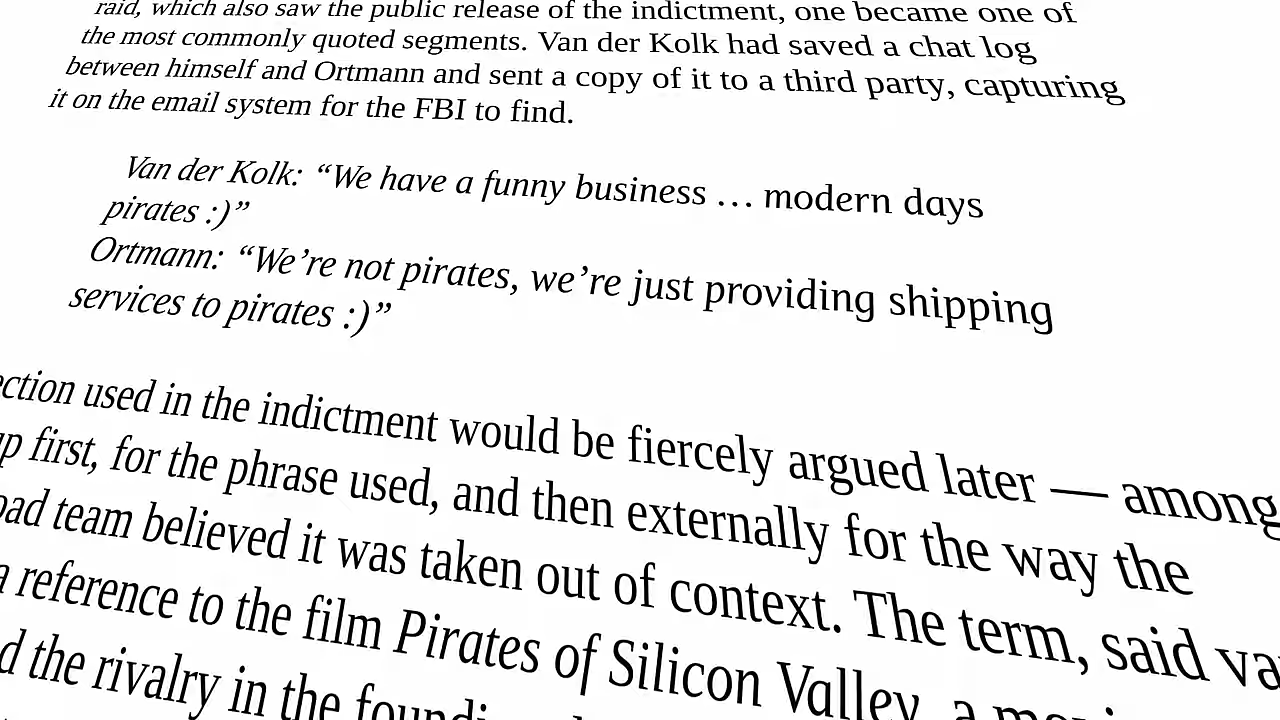 raid, which also saw the public release of the indictment, one became one of
the most commonly quoted segments. Van der Kolk had saved a chat log
between himself and Ortmann and sent a copy of it to a third party, capturing
it on the email system for the FBI to find.
Van der Kolk: “We have a funny business … modern days
pirates :)”
Ortmann: “We’re not pirates, we’re just providing shipping
services to pirates :)”
used in the indictment would be fiercely argued later — among
first, for the phrase used, and then externally for the way the
team believed it was taken out of context. The term, said
a reference to the film Pirates of Silicon Valley, a
the rivalry in the